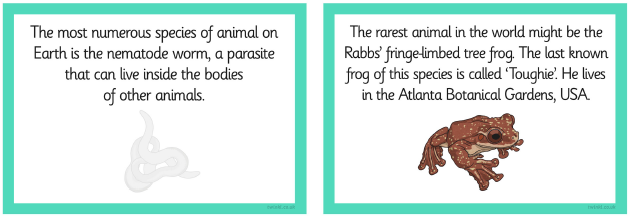 The most numerous species of animal on
Earth is the nematode worm, a parasite
that can live inside the bodies
of other animals.
The rarest animal in the world might be the
Rabbs’ fringe-limbed tree frog. The last known
frog of this species is called ‘Toughie’. He lives
in the Atlanta Botanical Gardens, USA.